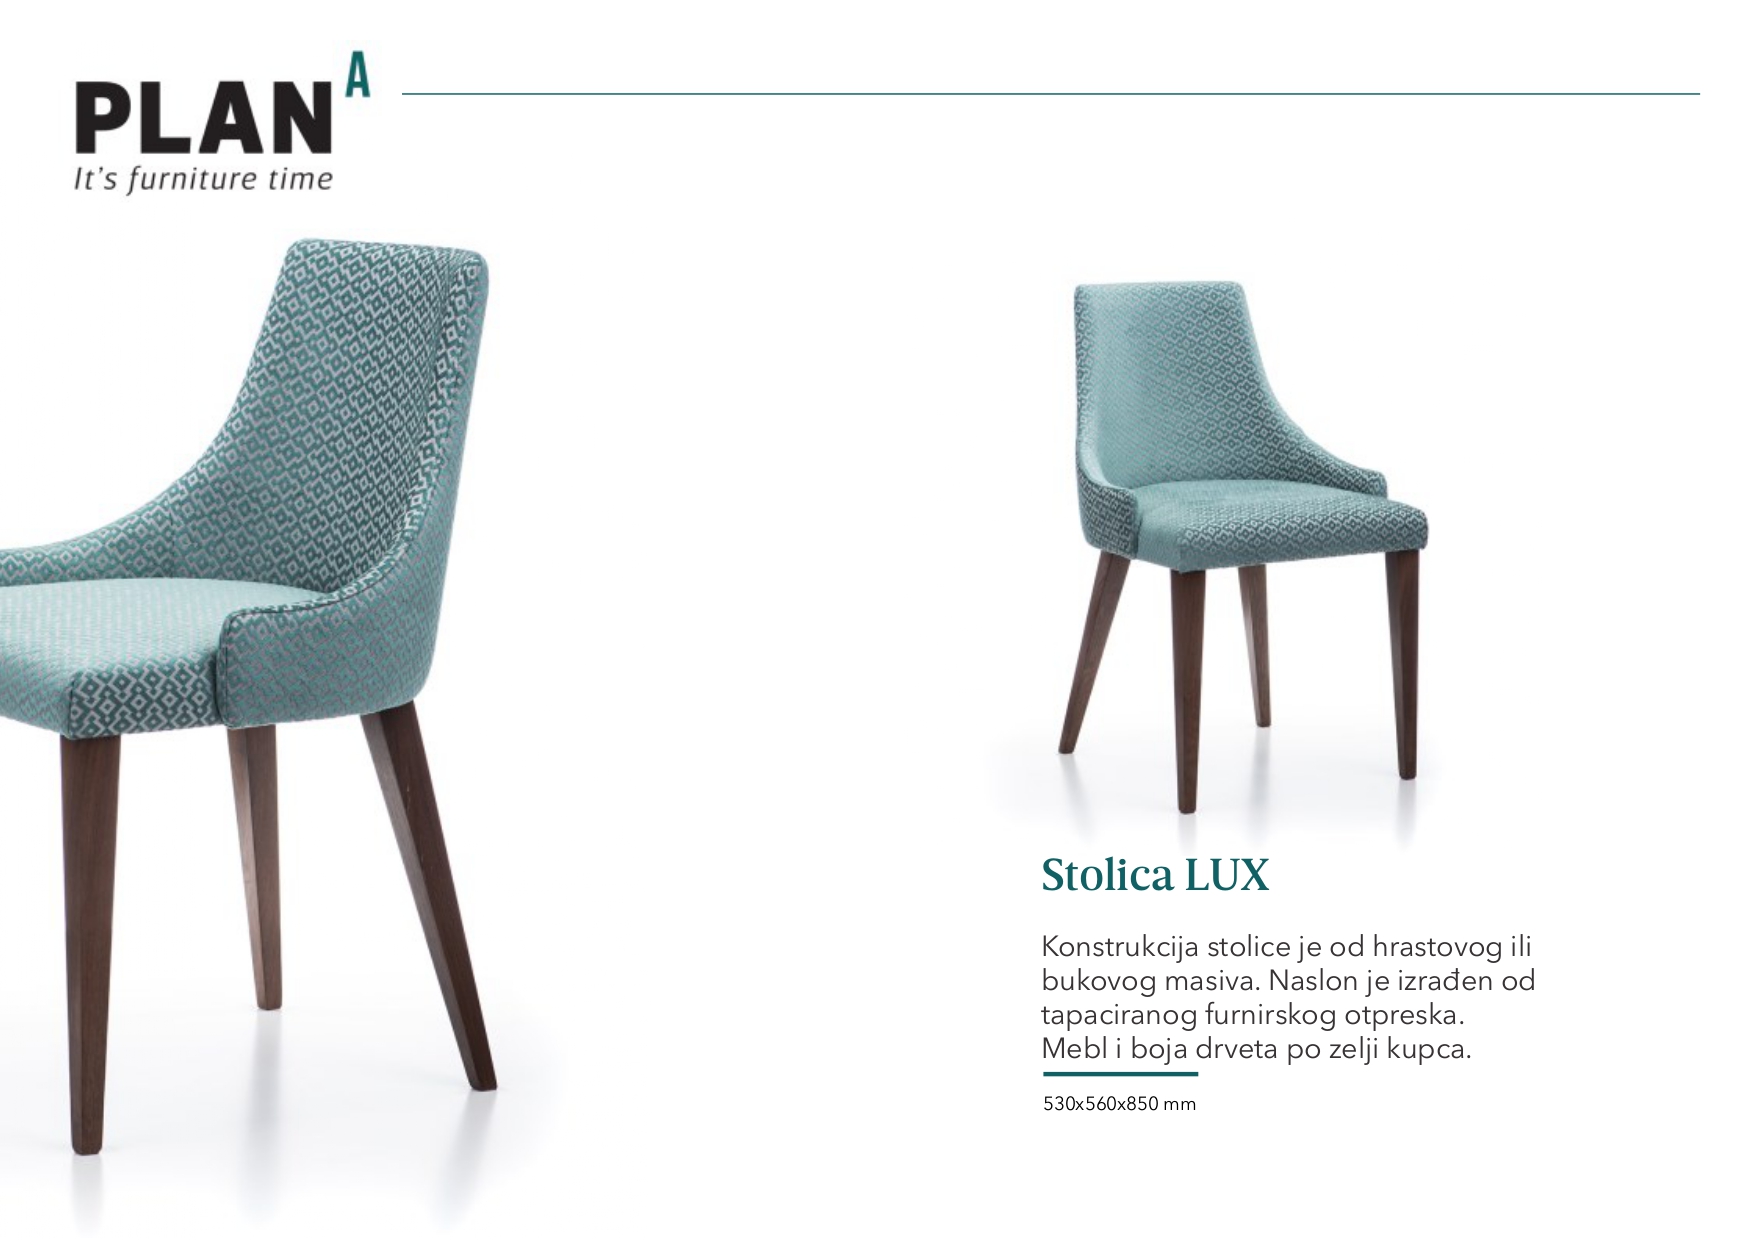 PLAN A
It's furniture time
Stolica LUX
Konstrukcija stolice je od hrastovog ili
bukovog masiva. Naslon je izrađen od
tapaciranog furnirskog otpreska.
Mebl i boja drveta po zelji kupca.
530x560x850 mm